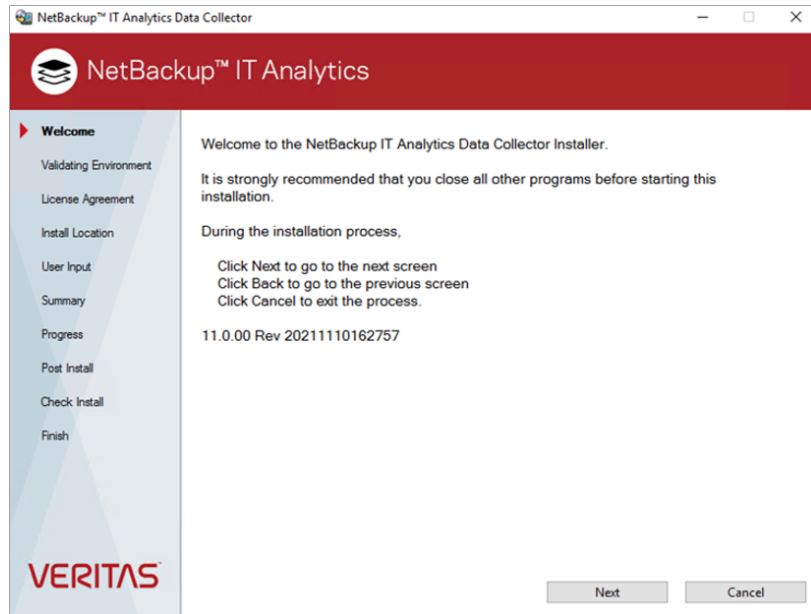 NetBackup™ IT Analytics Data Collector
NetBackup™ IT Analytics
Welcome
Validating Environment
License Agreement
Install Location
User Input
Summary
Progress
Post Install
Check Install
Finish
VERITAS
Welcome to the NetBackup IT Analytics Data Collector Installer.
It is strongly recommended that you close all other programs before starting this
installation.
During the installation process,
Click Next to go to the next screen
Click Back to go to the previous screen
Click Cancel to exit the process.
11.0.00 Rev 20211110162757
Next
Cancel